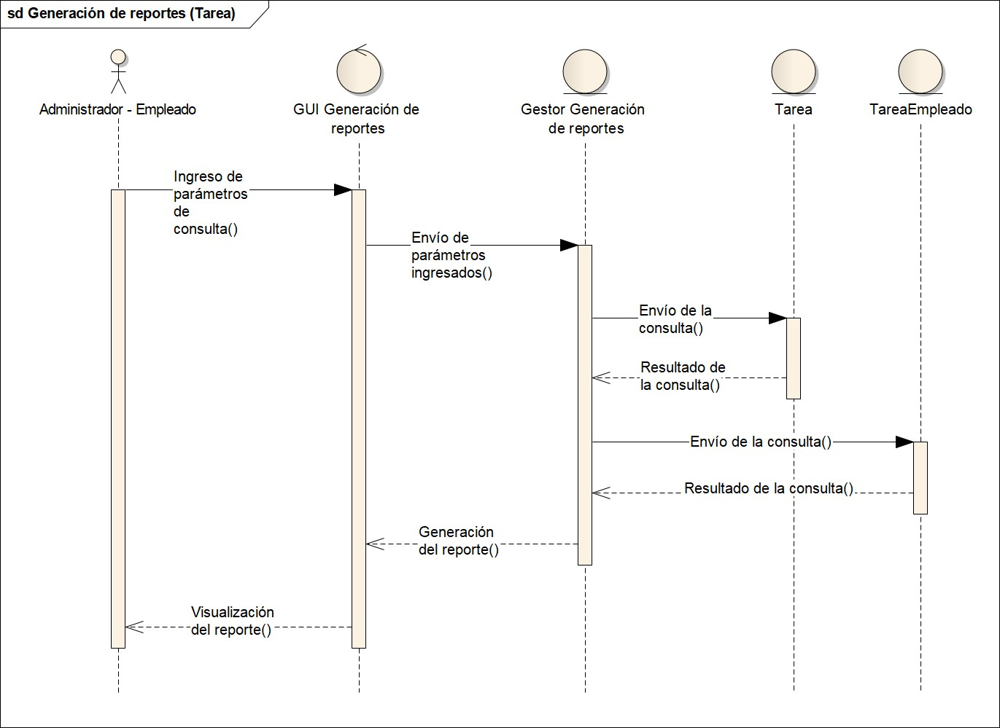 sd Generación de reportes (Tarea)
Administrador - Empleado
GUI Generación de
reportes
Gestor Generación
de reportes
Tarea
TareaEmpleado
Ingreso de
parámetros
de
consulta()
Envío de
parámetros
ingresados()
Envío de la
consulta()
Resultado de
la consulta()
Envío de la consulta()
Resultado de la consulta()
Generación
del reporte()
Visualización
del reporte()